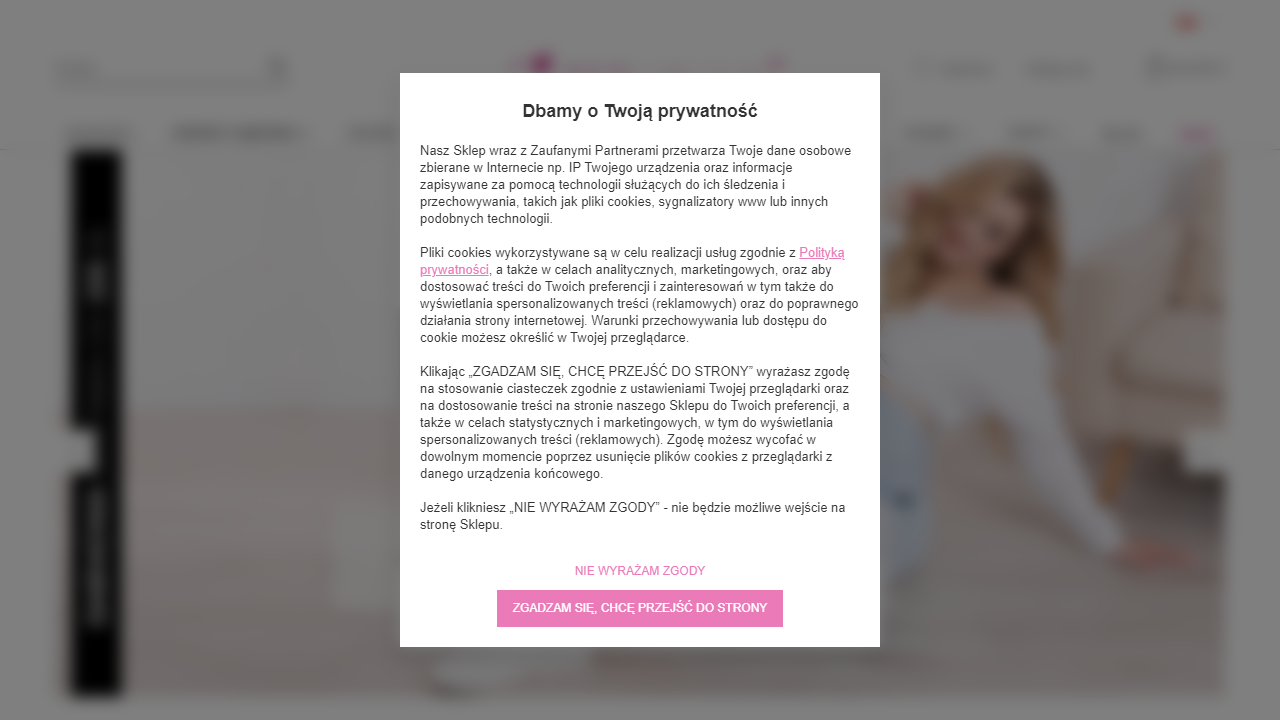 Dbamy o Twoją prywatność
Nasz Sklep wraz z Zaufanymi Partnerami przetwarza Twoje dane osobowe
zbierane w Internecie np. IP Twojego urządzenia oraz informacje
zapisywane za pomocą technologii służących do ich śledzenia i
przechowywania, takich jak pliki cookies, sygnalizatory www lub innych
podobnych technologii.
Pliki cookies wykorzystywane są w celu realizacji usług zgodnie z Polityką
prywatności, a także w celach analitycznych, marketingowych, oraz aby
dostosować treści do Twoich preferencji i zainteresowań w tym także do
wyświetlania spersonalizowanych treści (reklamowych) oraz do poprawnego
działania strony internetowej. Warunki przechowywania lub dostępu do
cookie możesz określić w Twojej przeglądarce.
Klikając „ZGADZAM SIĘ, CHCĘ PRZEJŚĆ DO STRONY” wyrażasz zgodę
na stosowanie ciasteczek zgodnie z ustawieniami Twojej przeglądarki oraz
na dostosowanie treści na stronie naszego Sklepu do Twoich preferencji, a
także w celach statystycznych i marketingowych, w tym do wyświetlania
spersonalizowanych treści (reklamowych). Zgodę możesz wycofać w
dowolnym momencie poprzez usunięcie plików cookies z przeglądarki z
danego urządzenia końcowego.
Jeżeli klikniesz „NIE WYRAŻAM ZGODY” - nie będzie możliwe wejście na
stronę Sklepu.
NIE WYRAŻAM ZGODY
ZGADZAM SIĘ, CHCĘ PRZEJŚĆ DO STRONY